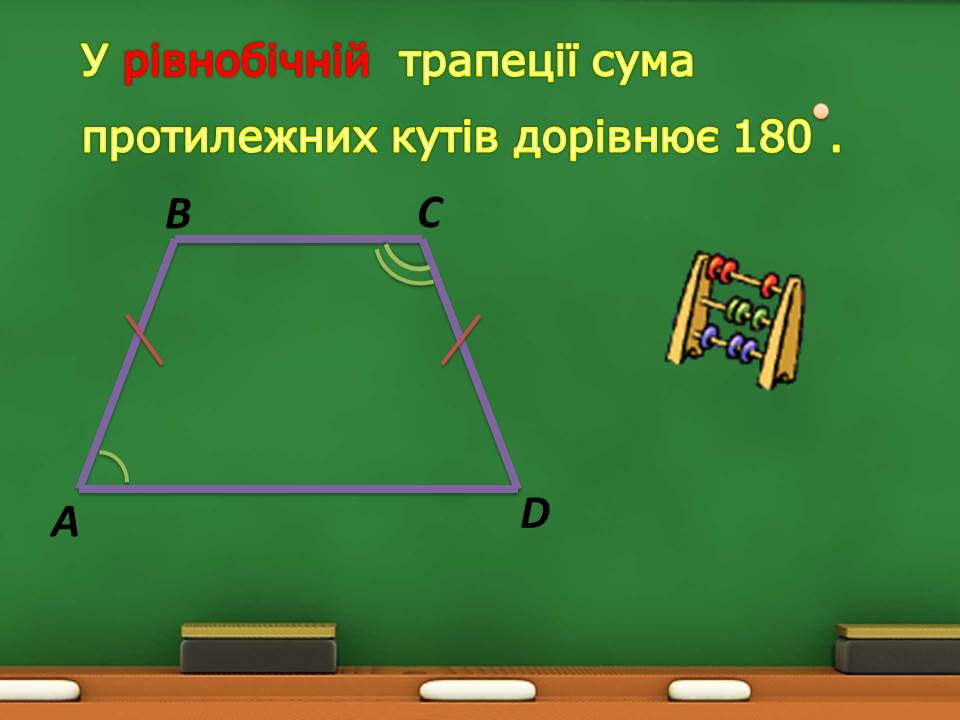 У рівнобічній трапеції сума
протилежних кутів дорівнює 180 .
B
C
A
D